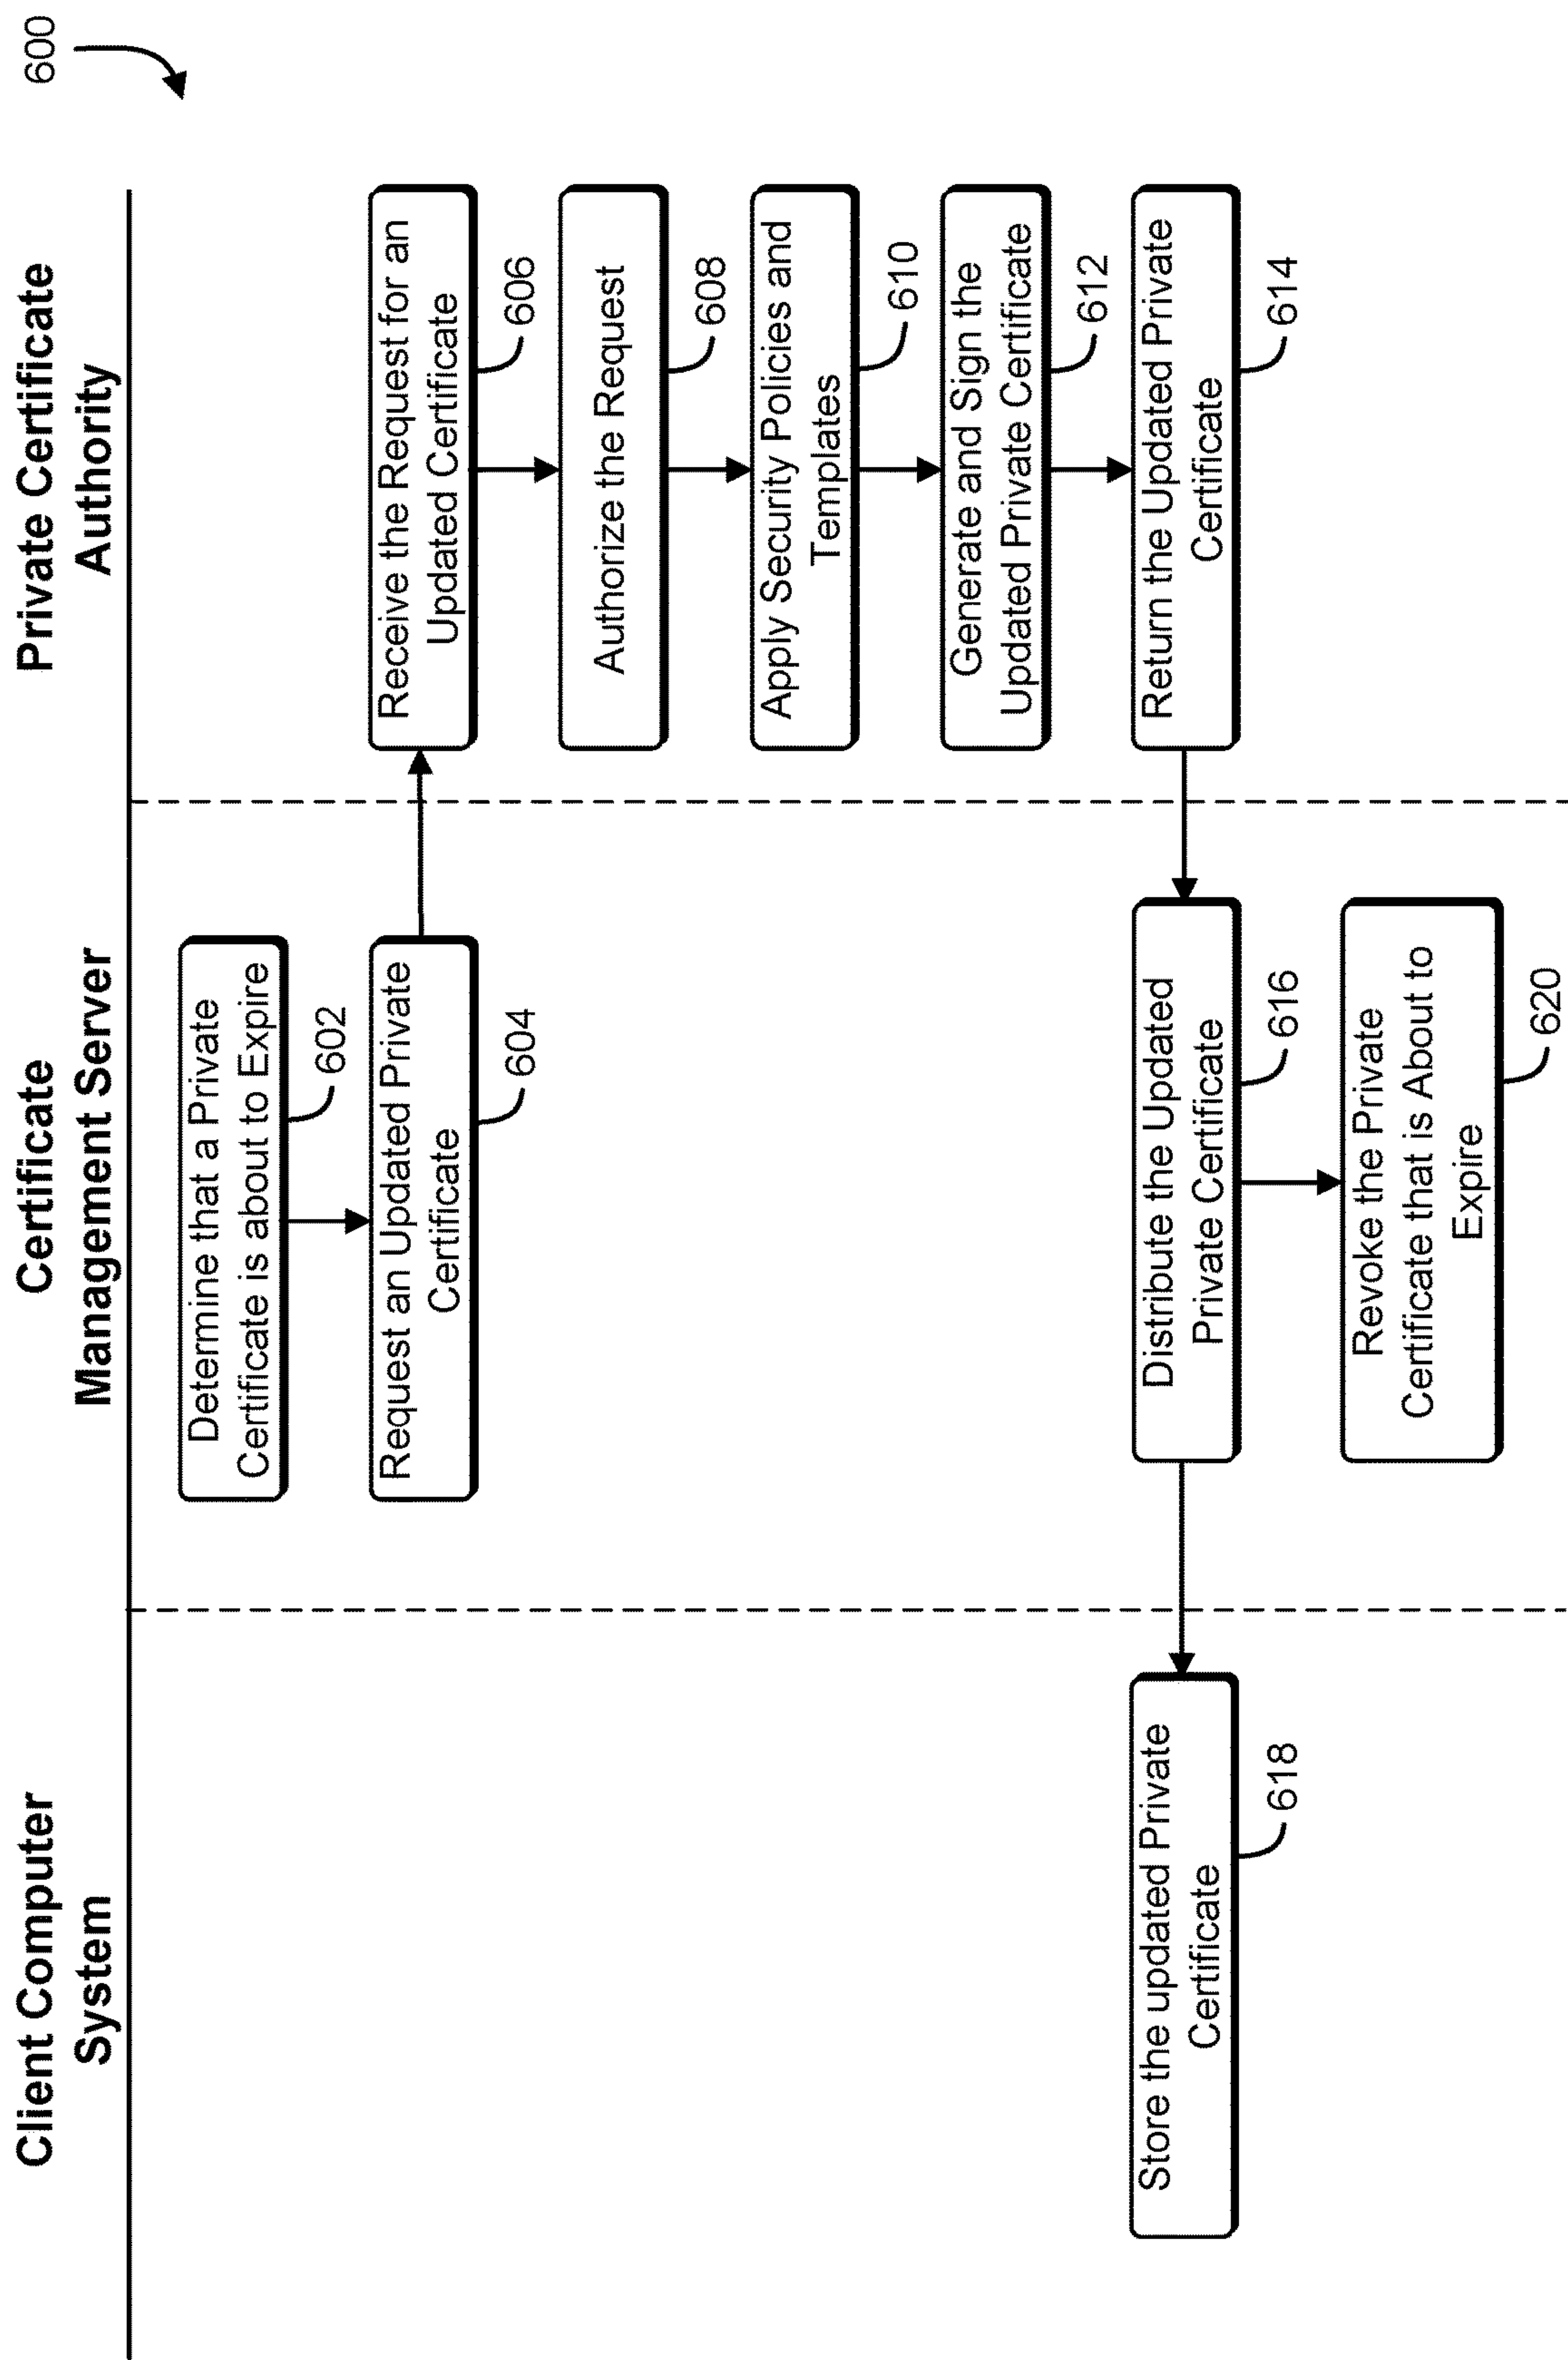 600
Client Computer
System
Certificate
Management Server
Private Certificate
Authority
Determine that a Private
Certificate is about to Expire
602
Request an Updated Private
Certificate
604
Receive the Request for an
Updated Certificate
606
Authorize the Request
608
Apply Security Policies and
Templates
610
Generate and Sign the
Updated Private Certificate
612
Return the Updated Private
Certificate
614
Distribute the Updated
Private Certificate
616
Store the updated Private
Certificate
618
Revoke the Private
Certificate that is About to
Expire
620